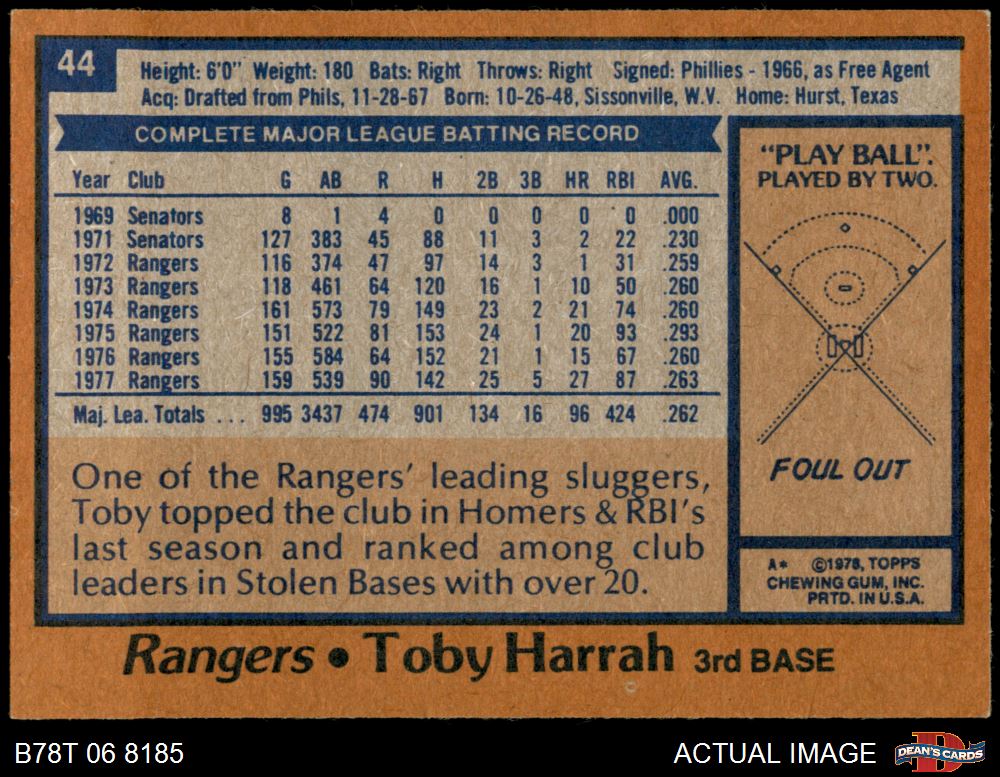 44
Height: 6'0" Weight: 180 Bats: Right Throws: Right Signed: Phillies - 1966, as Free Agent
Acq: Drafted from Phils, 11-28-67 Born: 10-26-48, Sissonville, W.V. Home: Hurst, Texas
COMPLETE MAJOR LEAGUE BATTING RECORD
Year Club G AB R H 2B 3B HR RBI AVG.
1969 Senators 8 1 4 0 0 0 0 0 .000
1971 Senators 127 383 45 88 11 3 2 22 .230
1972 Rangers 116 374 47 97 14 3 1 31 .259
1973 Rangers 118 461 64 120 16 1 10 50 .260
1974 Rangers 161 573 79 149 23 2 21 74 .260
1975 Rangers 151 522 81 153 24 1 20 93 .293
1976 Rangers 155 584 64 152 21 1 15 67 .260
1977 Rangers 159 539 90 142 25 5 27 87 .263
Maj. Lea. Totals ... 995 3437 474 901 134 16 96 424 .262
One of the Rangers' leading sluggers,
Toby topped the club in Homers & RBI's
last season and ranked among club
leaders in Stolen Bases with over 20.
"PLAY BALL".
PLAYED BY TWO.
FOUL OUT
A* ©1978, TOPPS
CHEWING GUM, INC.
PRTD. IN U.S.A.
Rangers • Toby Harrah 3rd BASE
B78T 06 8185
ACTUAL IMAGE
DEAN'S CARDS